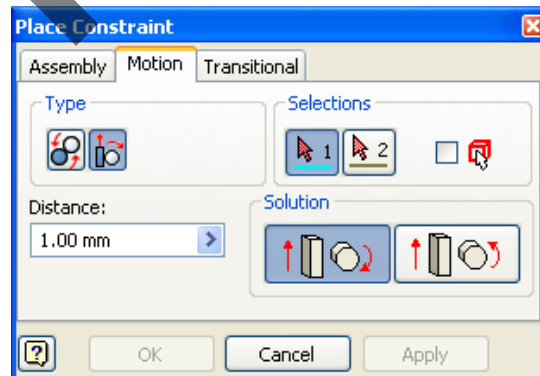 Place Constraint
Assembly Motion Transitional
Type
Selections
1 2
Distance:
1.00 mm
Solution
OK Cancel Apply